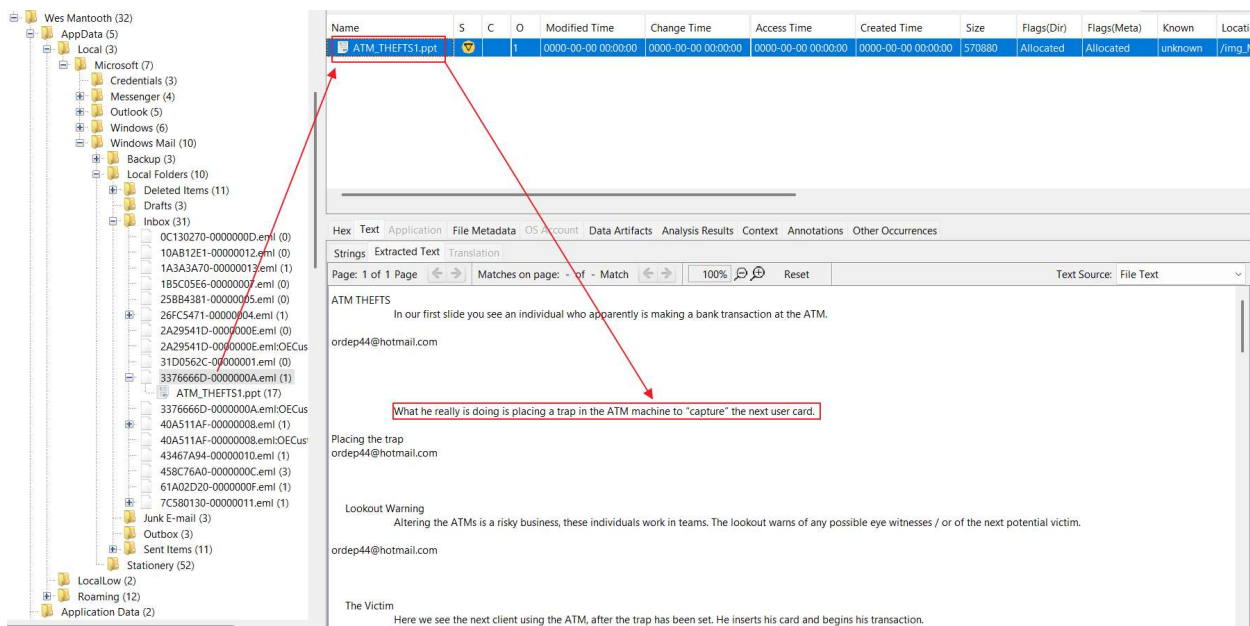 Wes Mantooth (32)
AppData (5)
Local (3)
Microsoft (7)
Credentials (3)
Messenger (4)
Outlook (5)
Windows (6)
Windows Mail (10)
Backup (3)
Local Folders (10)
Deleted Items (11)
Drafts (3)
Inbox (31)
0C130270-0000000D.eml (0)
10AB12E1-00000012.eml (0)
1A3A3A70-00000013.eml (1)
1B5C05E6-00000007.eml (0)
25BB4381-00000005.eml (0)
26FC5471-00000004.eml (1)
2A29541D-0000000E.eml (0)
2A29541D-0000000E.eml:OECus
31D0562C-00000001.eml (0)
3376666D-0000000A.eml (1)
ATM_THEFTS1.ppt (17)
3376666D-0000000A.eml:OECus
40A511AF-00000008.eml (1)
40A511AF-00000008.eml:OECus
43467A94-00000010.eml (1)
458C76A0-0000000C.eml (3)
61A02D20-0000000F.eml (1)
7C580130-00000011.eml (1)
Junk E-mail (3)
Outbox (3)
Sent Items (11)
Stationery (52)
LocalLow (2)
Roaming (12)
Application Data (2)
Name S C O Modified Time Change Time Access Time Created Time Size Flags(Dir) Flags(Meta) Known Locati
ATM_THEFTS1.ppt 1 0000-00-00 00:00:00 0000-00-00 00:00:00 0000-00-00 00:00:00 0000-00-00 00:00:00 570880 Allocated Allocated unknown /img_M
Hex Text Application File Metadata OS Account Data Artifacts Analysis Results Context Annotations Other Occurrences
Strings Extracted Text Translation
Page: 1 of 1 Page Matches on page: - of - Match 100% Reset Text Source: File Text
ATM THEFTS
In our first slide you see an individual who apparently is making a bank transaction at the ATM.
ordep44@hotmail.com
What he really is doing is placing a trap in the ATM machine to “capture” the next user card.
Placing the trap
ordep44@hotmail.com
Lookout Warning
Altering the ATMs is a risky business, these individuals work in teams. The lookout warns of any possible eye witnesses / or of the next potential victim.
ordep44@hotmail.com
The Victim
Here we see the next client using the ATM, after the trap has been set. He inserts his card and begins his transaction.